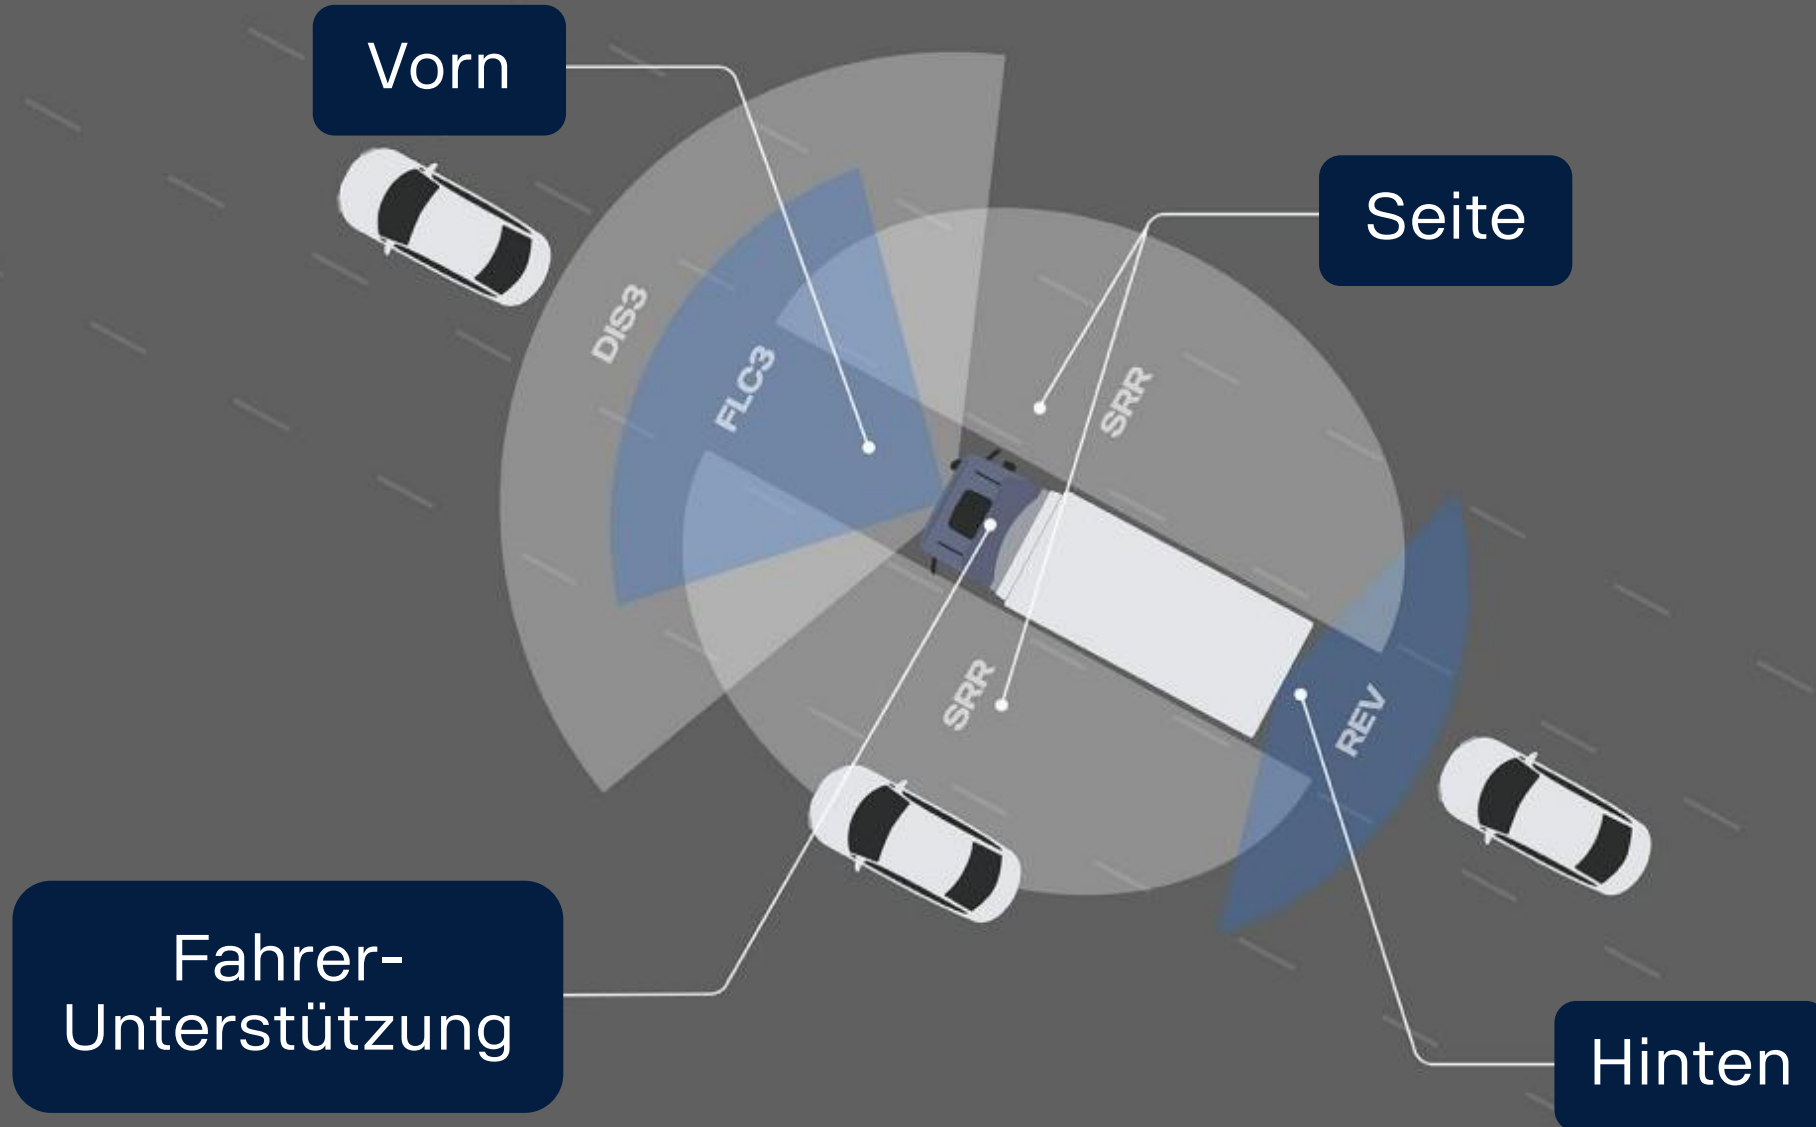 Vorn
Seite
DIS3
FLC3
SRR
SRR
REV
Fahrer-
Unterstützung
Hinten